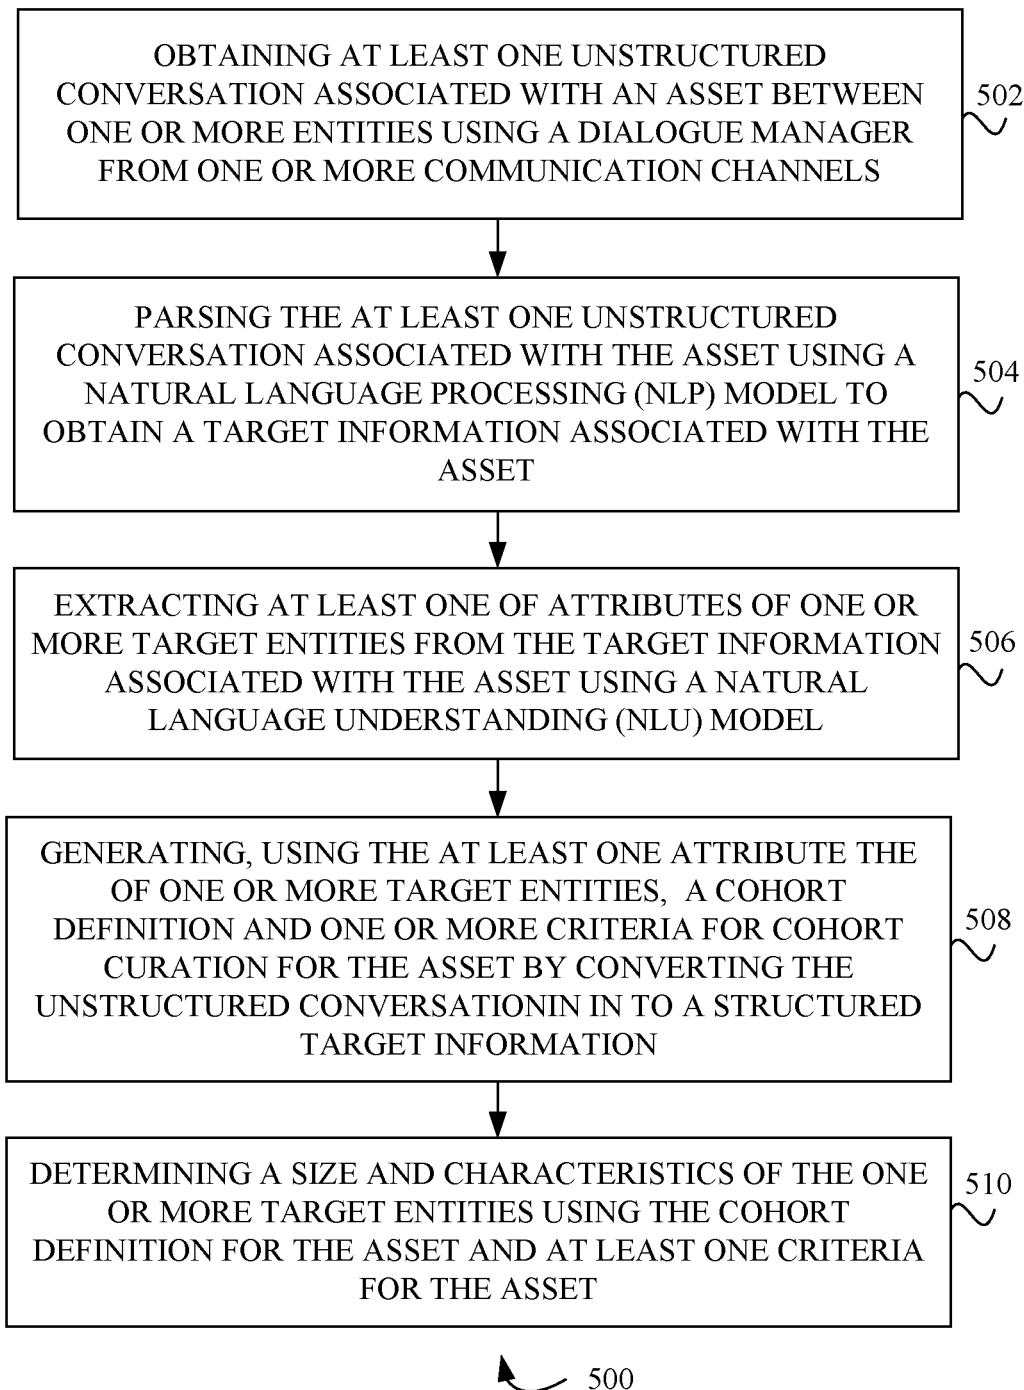 OBTAINING AT LEAST ONE UNSTRUCTURED
CONVERSATION ASSOCIATED WITH AN ASSET BETWEEN
ONE OR MORE ENTITIES USING A DIALOGUE MANAGER
FROM ONE OR MORE COMMUNICATION CHANNELS
502
PARSING THE AT LEAST ONE UNSTRUCTURED
CONVERSATION ASSOCIATED WITH THE ASSET USING A
NATURAL LANGUAGE PROCESSING (NLP) MODEL TO
OBTAIN A TARGET INFORMATION ASSOCIATED WITH THE
ASSET
504
EXTRACTING AT LEAST ONE OF ATTRIBUTES OF ONE OR
MORE TARGET ENTITIES FROM THE TARGET INFORMATION
ASSOCIATED WITH THE ASSET USING A NATURAL
LANGUAGE UNDERSTANDING (NLU) MODEL
506
GENERATING, USING THE AT LEAST ONE ATTRIBUTE THE
OF ONE OR MORE TARGET ENTITIES, A COHORT
DEFINITION AND ONE OR MORE CRITERIA FOR COHORT
CURATION FOR THE ASSET BY CONVERTING THE
UNSTRUCTURED CONVERSATIONIN IN TO A STRUCTURED
TARGET INFORMATION
508
DETERMINING A SIZE AND CHARACTERISTICS OF THE ONE
OR MORE TARGET ENTITIES USING THE COHORT
DEFINITION FOR THE ASSET AND AT LEAST ONE CRITERIA
FOR THE ASSET
510
500